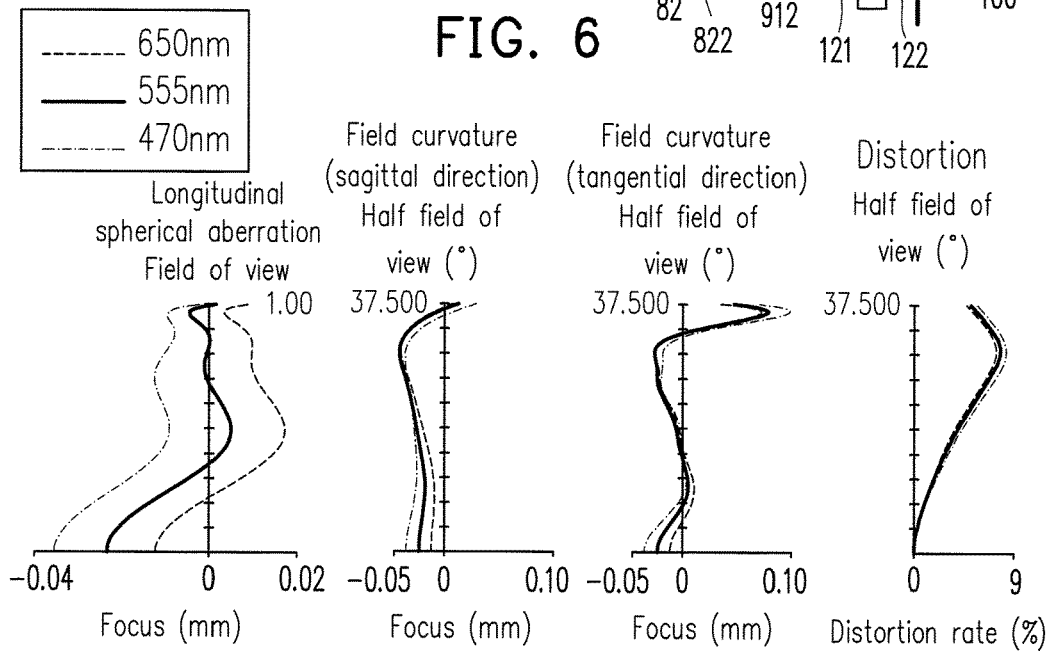 82 822 912 121 122
FIG. 6
650nm
555nm
470nm
Longitudinal
spherical aberration
Field of view
1.00
Field curvature
(sagittal direction)
Half field of
view (°)
37.500
Field curvature
(tangential direction)
Half field of
view (°)
37.500
Distortion
Half field of
view (°)
37.500
-0.04 0 0.02
Focus (mm)
-0.05 0 0.10
Focus (mm)
-0.05 0 0.10
Focus (mm)
0 9
Distortion rate (%)